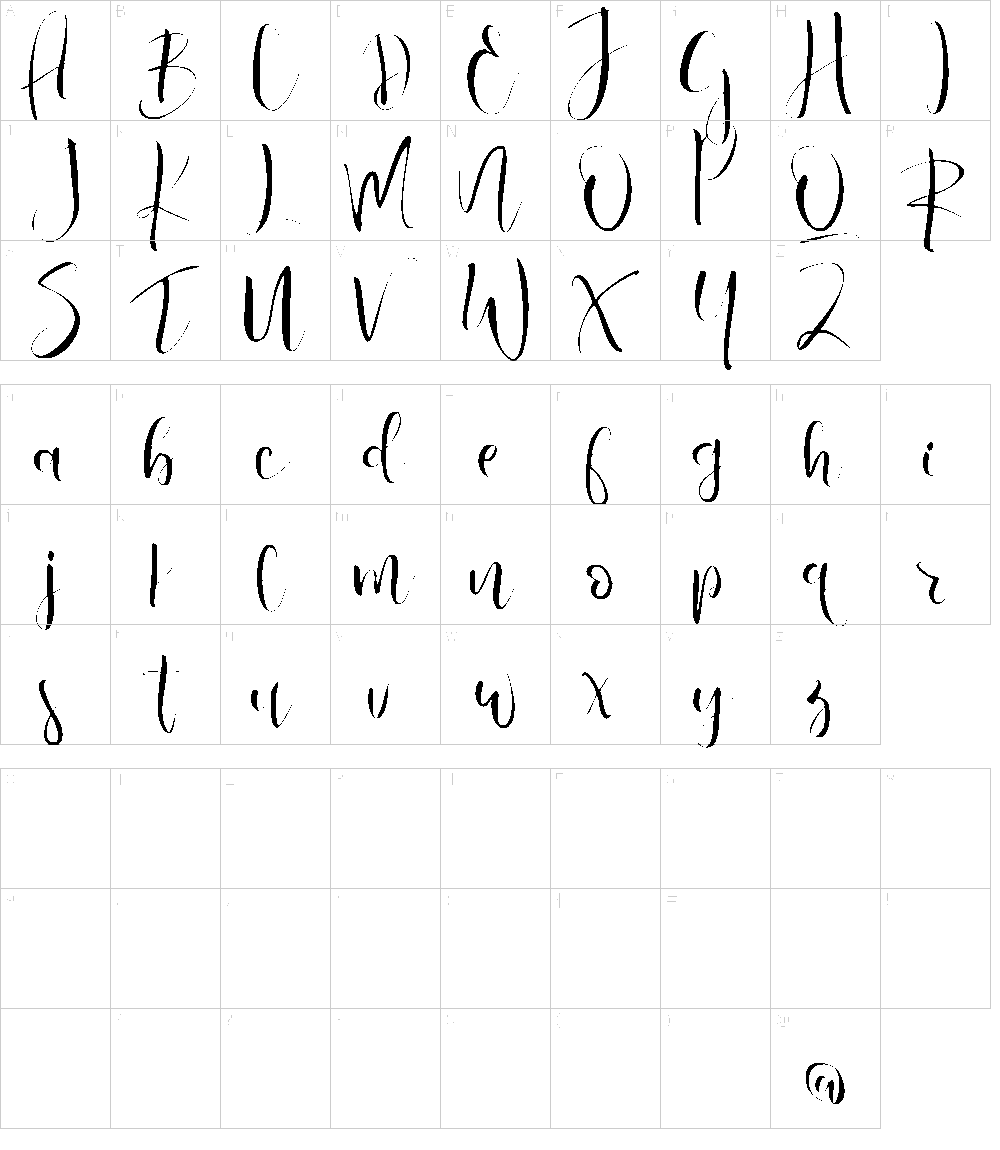 A B C D E F G H I
J K L M N O P Q R
S T U V W X Y Z
a b c d e f g h i
j k l m n o p q r
s t u v w x y z
@